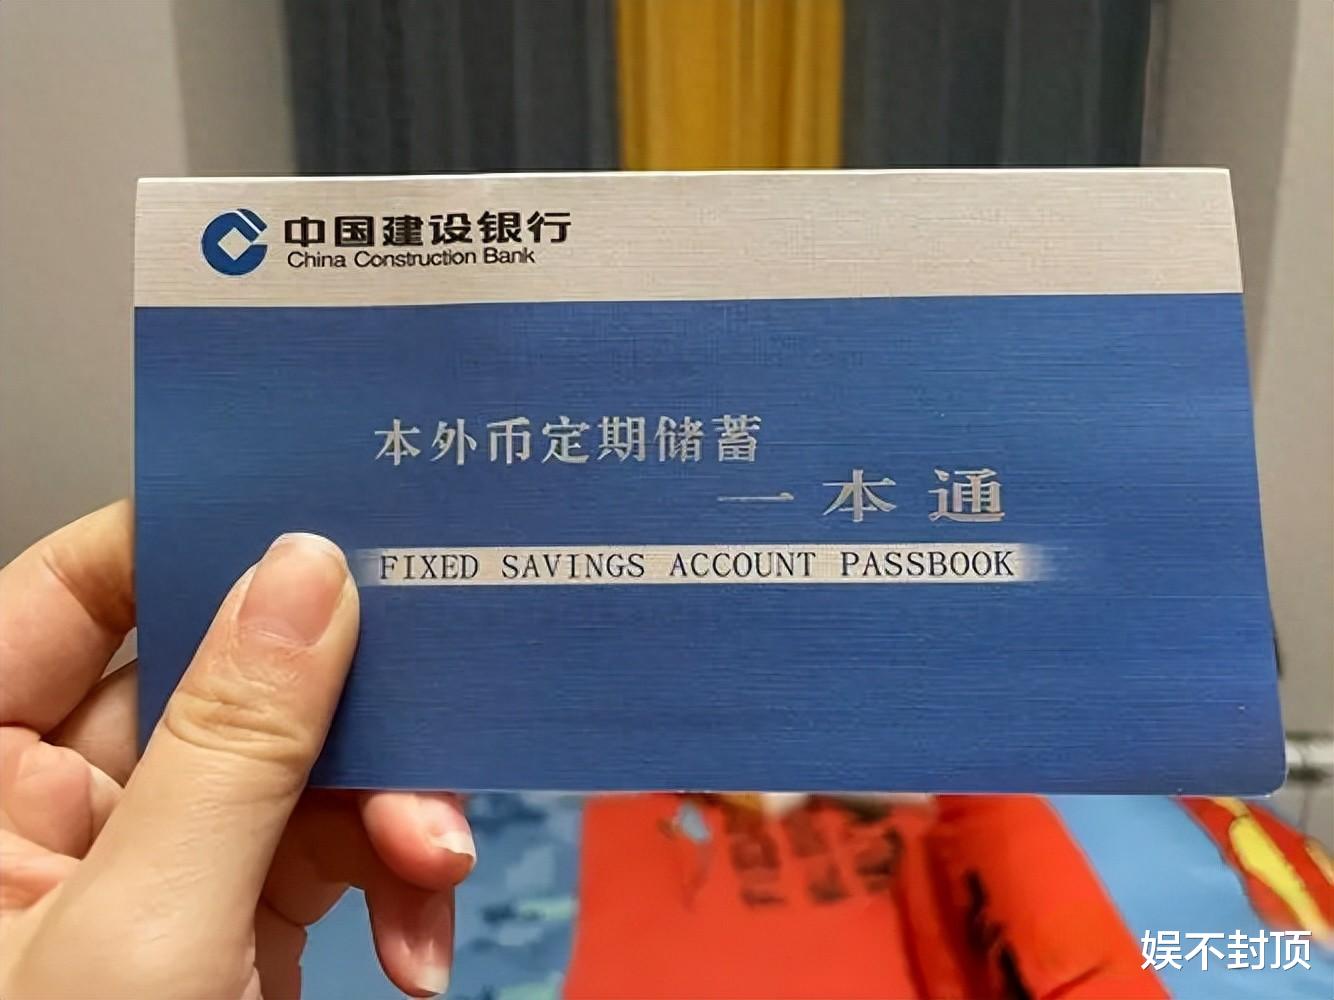 中国建设银行
China Construction Bank
本外币定期储蓄
一本通
FIXED SAVINGS ACCOUNT PASSBOOK
娱不封顶